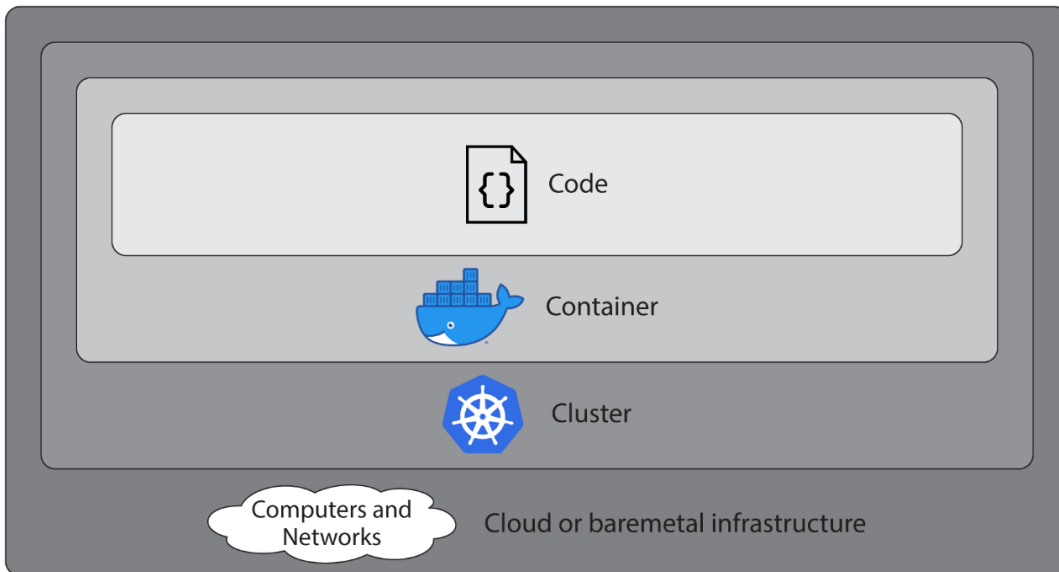 {}
Code
Container
Cluster
Computers and
Networks
Cloud or baremetal infrastructure